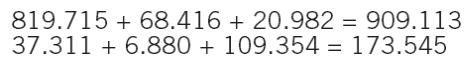 819.715 + 68.416 + 20.982 = 909.113
37.311 + 6.880 + 109.354 = 173.545